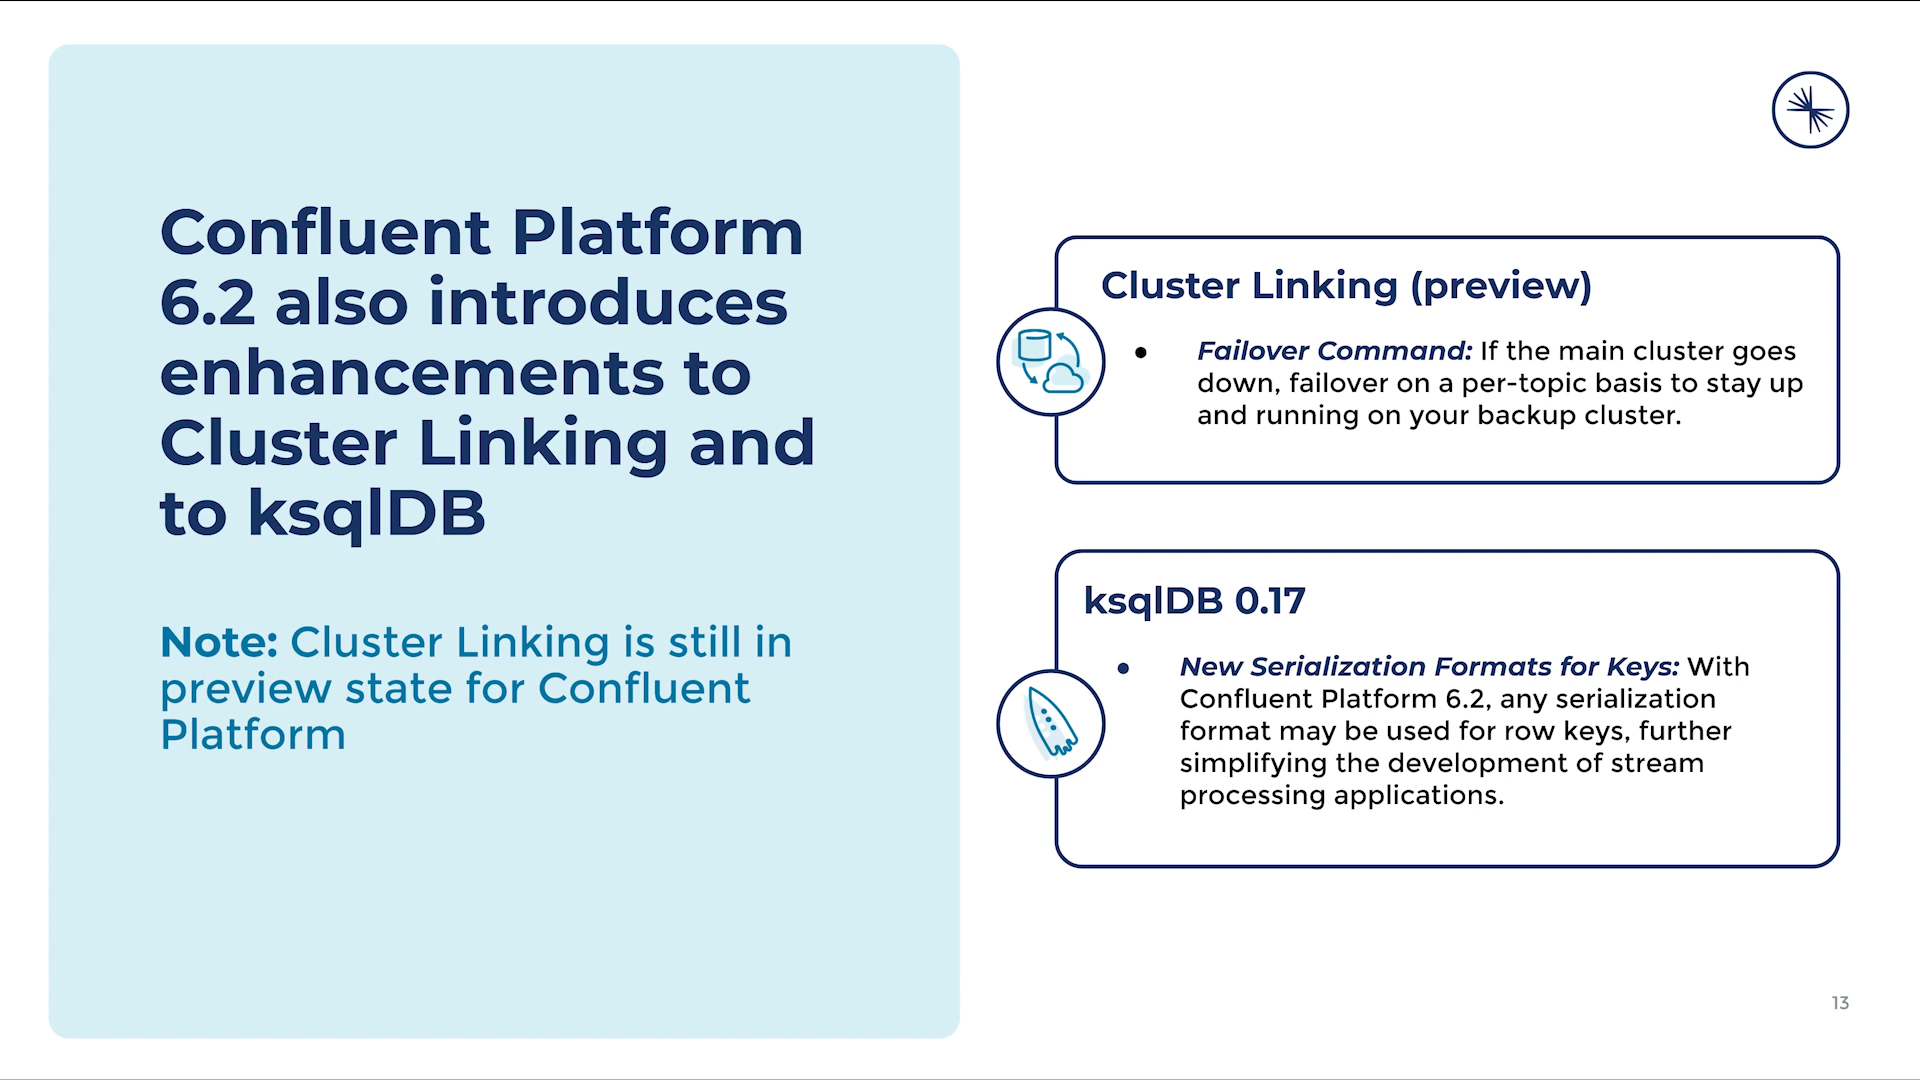 Confluent Platform
6.2 also introduces
enhancements to
Cluster Linking and
to ksqlDB
Note: Cluster Linking is still in
preview state for Confluent
Platform
Cluster Linking (preview)
● Failover Command: If the main cluster goes
down, failover on a per-topic basis to stay up
and running on your backup cluster.
ksqlDB 0.17
● New Serialization Formats for Keys: With
Confluent Platform 6.2, any serialization
format may be used for row keys, further
simplifying the development of stream
processing applications.
13